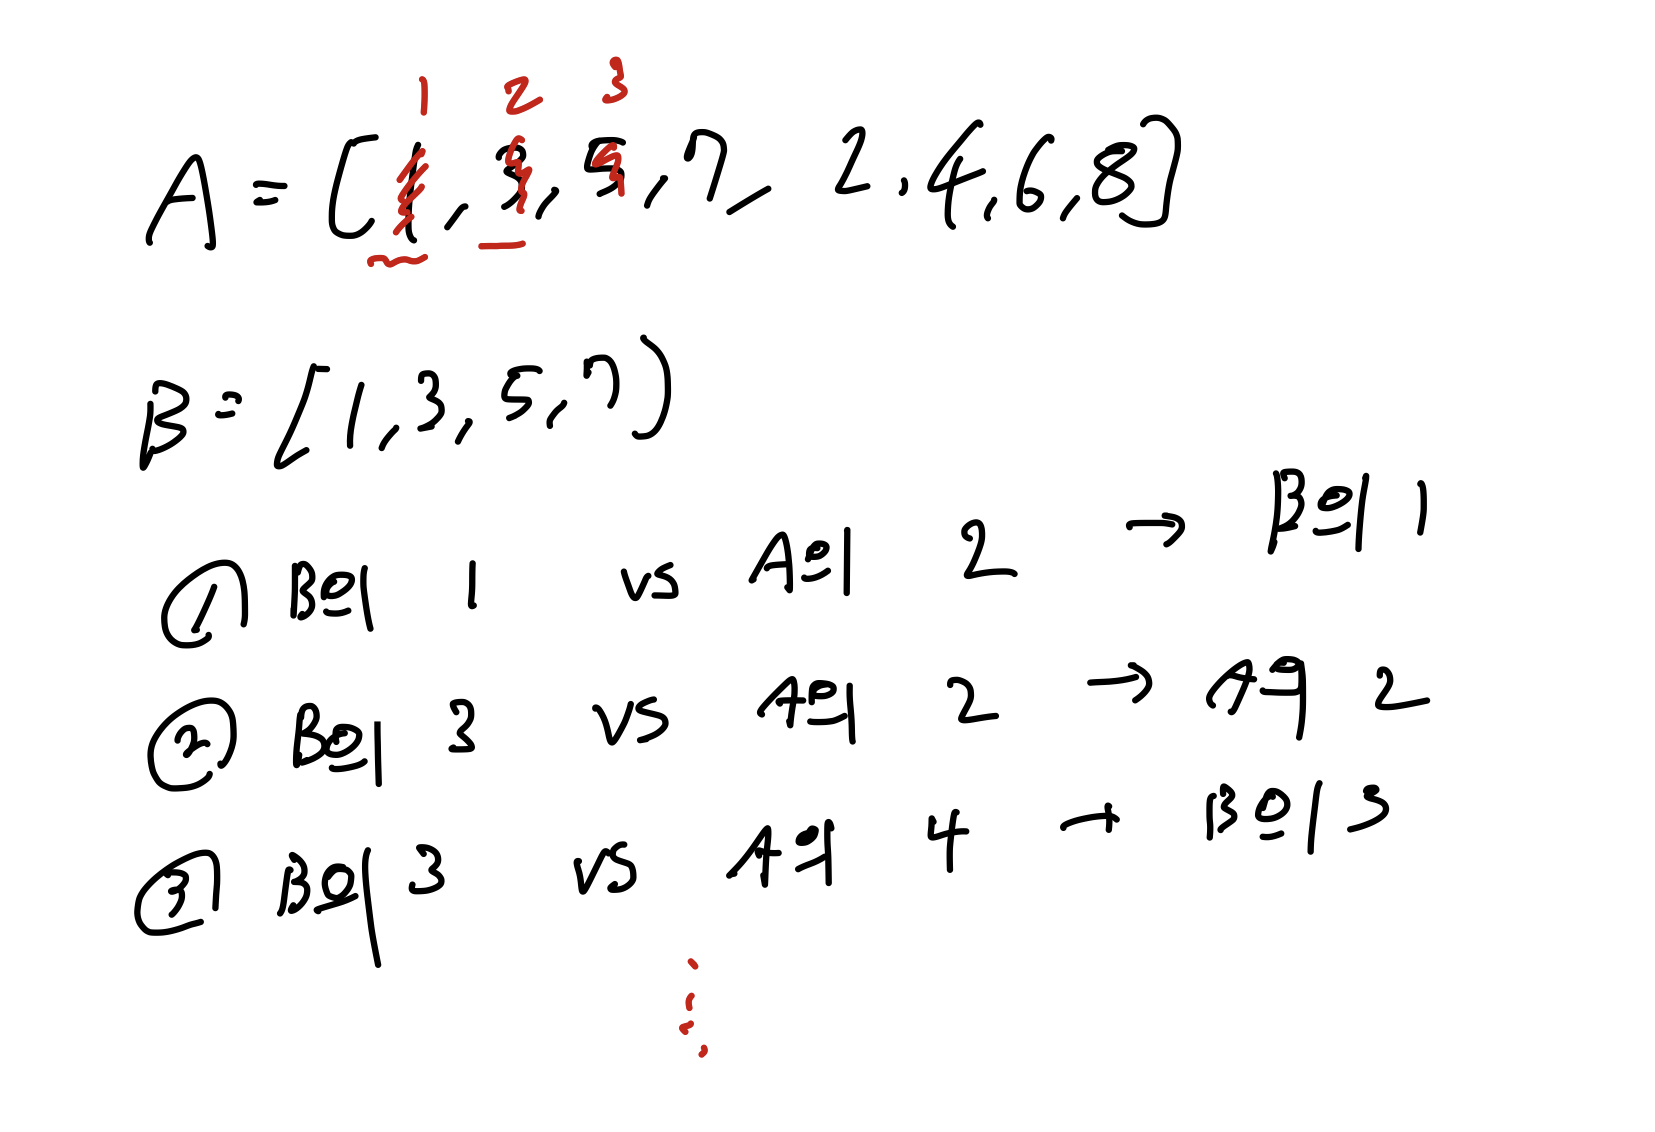 1 2 3
A = [1, 3, 5, 7, 2, 4, 6, 8]
B = [1, 3, 5, 7)
① B의 1 vs A의 2 → B의 1
② B의 3 vs A의 2 → A의 2
③ B의 3 vs A의 4 → B의 3